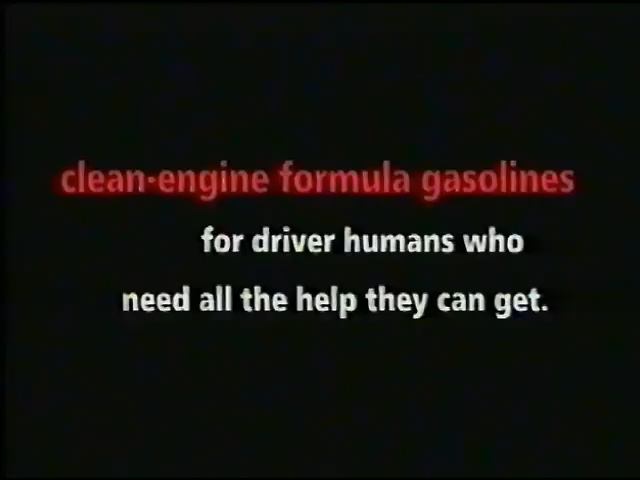 clean-engine formula gasolines
for driver humans who
need all the help they can get.